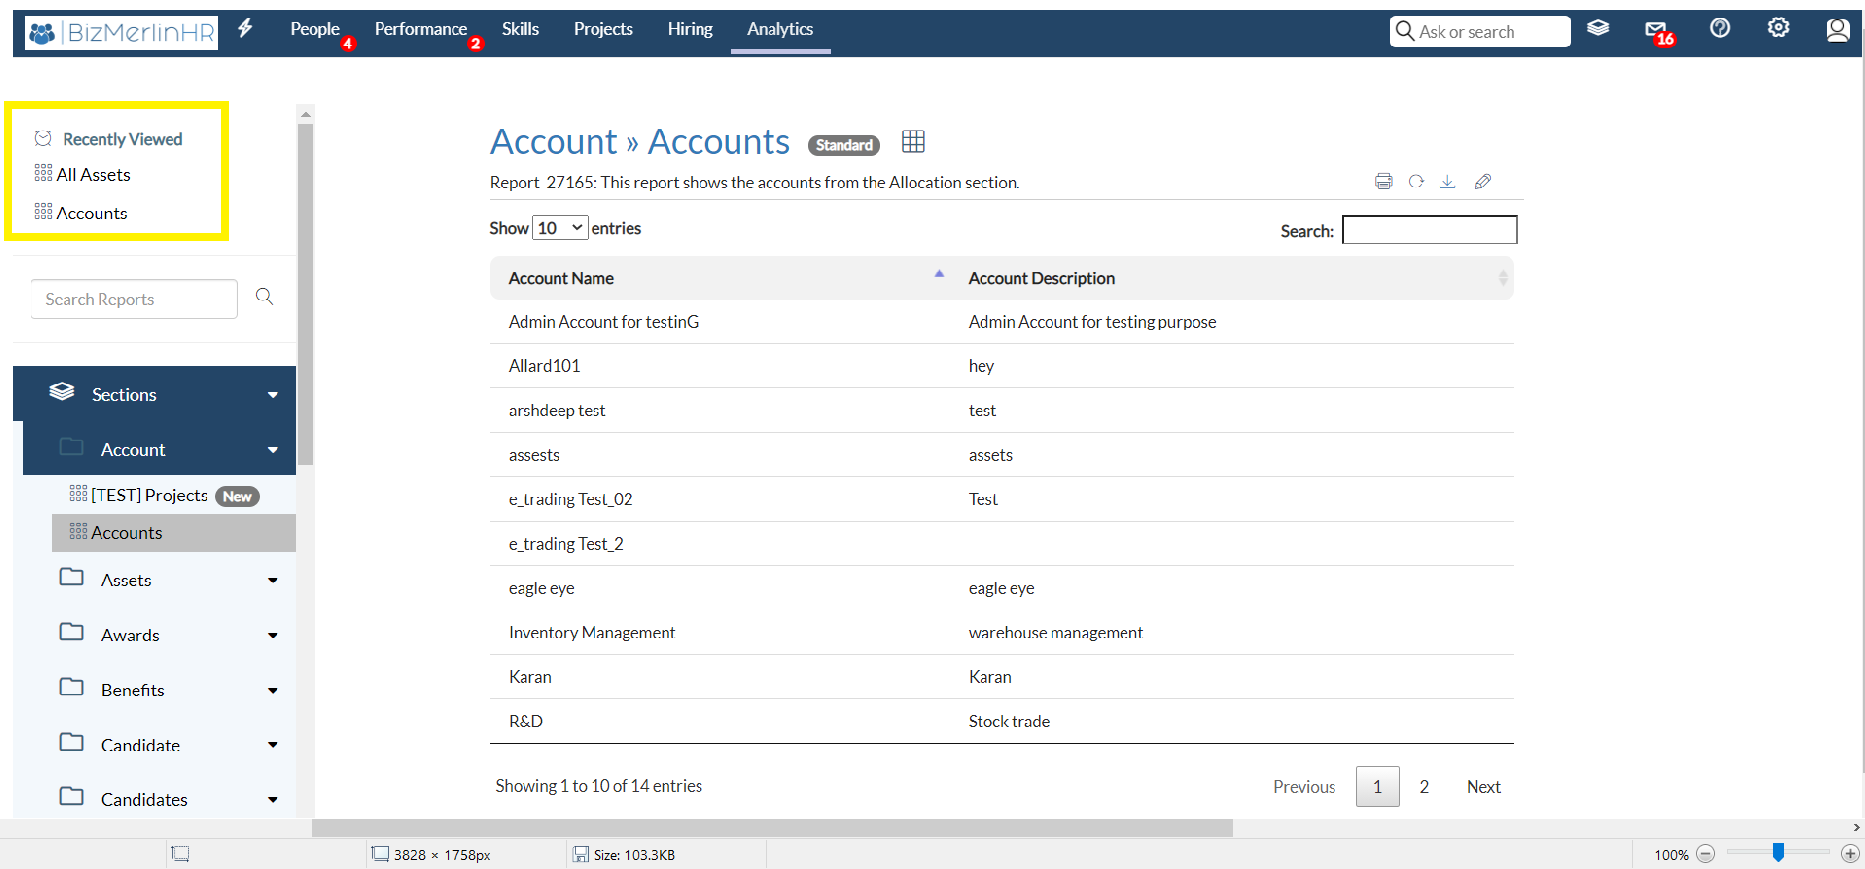 BizMerlinHR
People 4
Performance 2
Skills
Projects
Hiring
Analytics
Ask or search
16
Recently Viewed
All Assets
Accounts
Search Reports
Sections
Account
[TEST] Projects New
Accounts
Assets
Awards
Benefits
Candidate
Candidates
Account » Accounts Standard
Report 27165: This report shows the accounts from the Allocation section.
Show 10 entries
Search:
Account Name Account Description
Admin Account for testinG Admin Account for testing purpose
Allard101 hey
arshdeep test test
assests assets
e_trading Test_02 Test
e_trading Test_2
eagle eye eagle eye
Inventory Management warehouse management
Karan Karan
R&D Stock trade
Showing 1 to 10 of 14 entries
Previous 1 2 Next
3828 × 1758px
Size: 103.3KB
100%